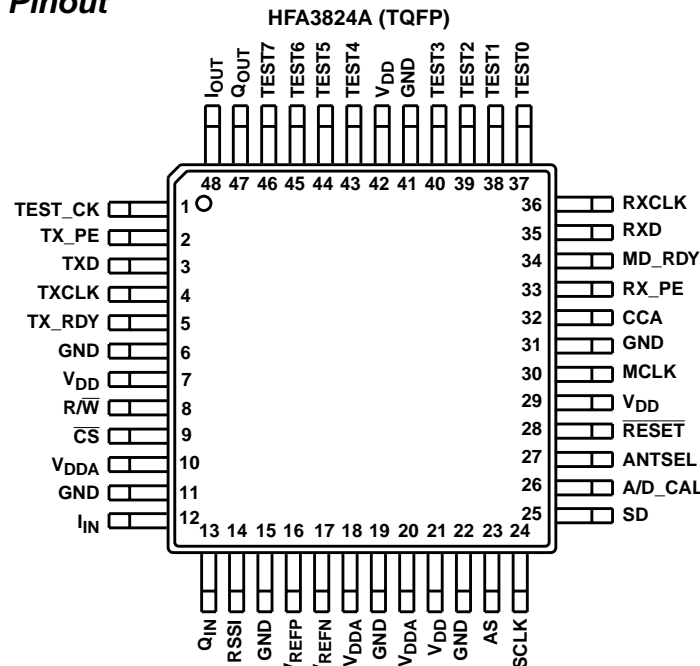 Pinout
HFA3824A (TQFP)
IOUT
QOUT
TEST7
TEST6
TEST5
TEST4
VDD
GND
TEST3
TEST2
TEST1
TEST0
48 47 46 45 44 43 42 41 40 39 38 37
TEST_CK 1
TX_PE 2
TXD 3
TXCLK 4
TX_RDY 5
GND 6
VDD 7
R/W̅ 8
C̅S̅ 9
VDDA 10
GND 11
IIN 12
36 RXCLK
35 RXD
34 MD_RDY
33 RX_PE
32 CCA
31 GND
30 MCLK
29 VDD
28 R̅E̅S̅E̅T̅
27 ANTSEL
26 A/D_CAL
25 SD
13 14 15 16 17 18 19 20 21 22 23 24
QIN
RSSI
GND
VREFP
VREFN
VDDA
GND
VDDA
VDD
GND
AS
SCLK